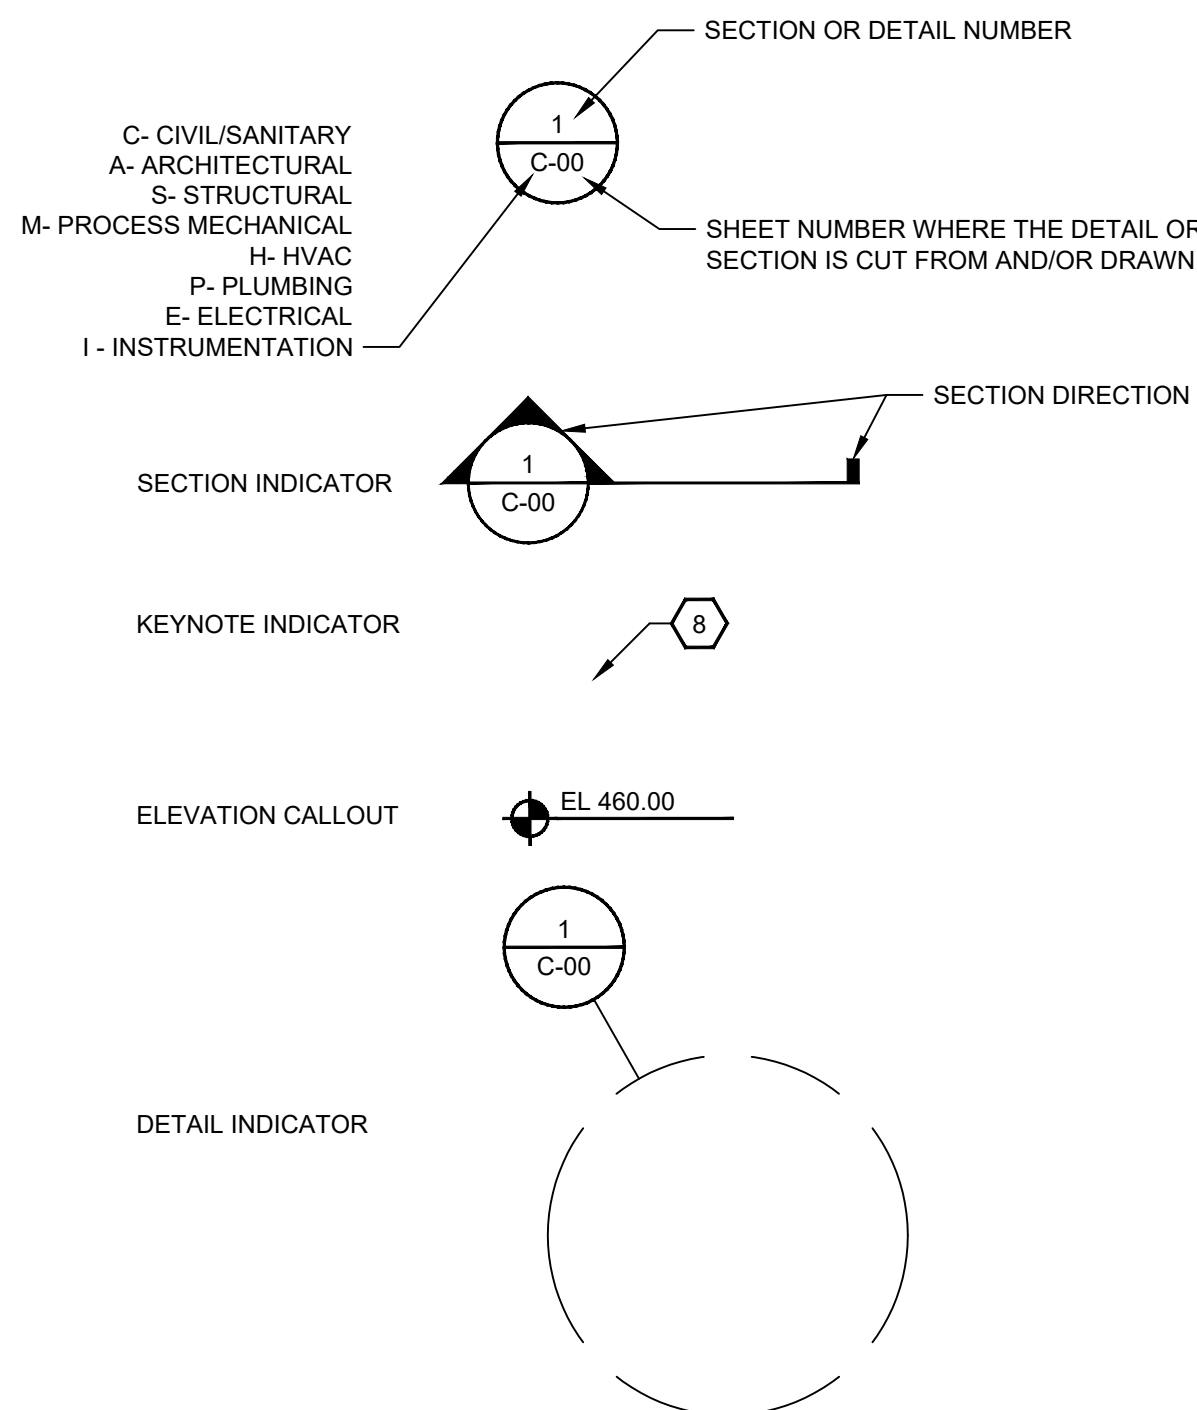 SECTION OR DETAIL NUMBER
1
C-00
C- CIVIL/SANITARY
A- ARCHITECTURAL
S- STRUCTURAL
M- PROCESS MECHANICAL
H- HVAC
P- PLUMBING
E- ELECTRICAL
I - INSTRUMENTATION
SHEET NUMBER WHERE THE DETAIL OR
SECTION IS CUT FROM AND/OR DRAWN
SECTION DIRECTION
SECTION INDICATOR
1
C-00
KEYNOTE INDICATOR
8
ELEVATION CALLOUT
EL 460.00
1
C-00
DETAIL INDICATOR